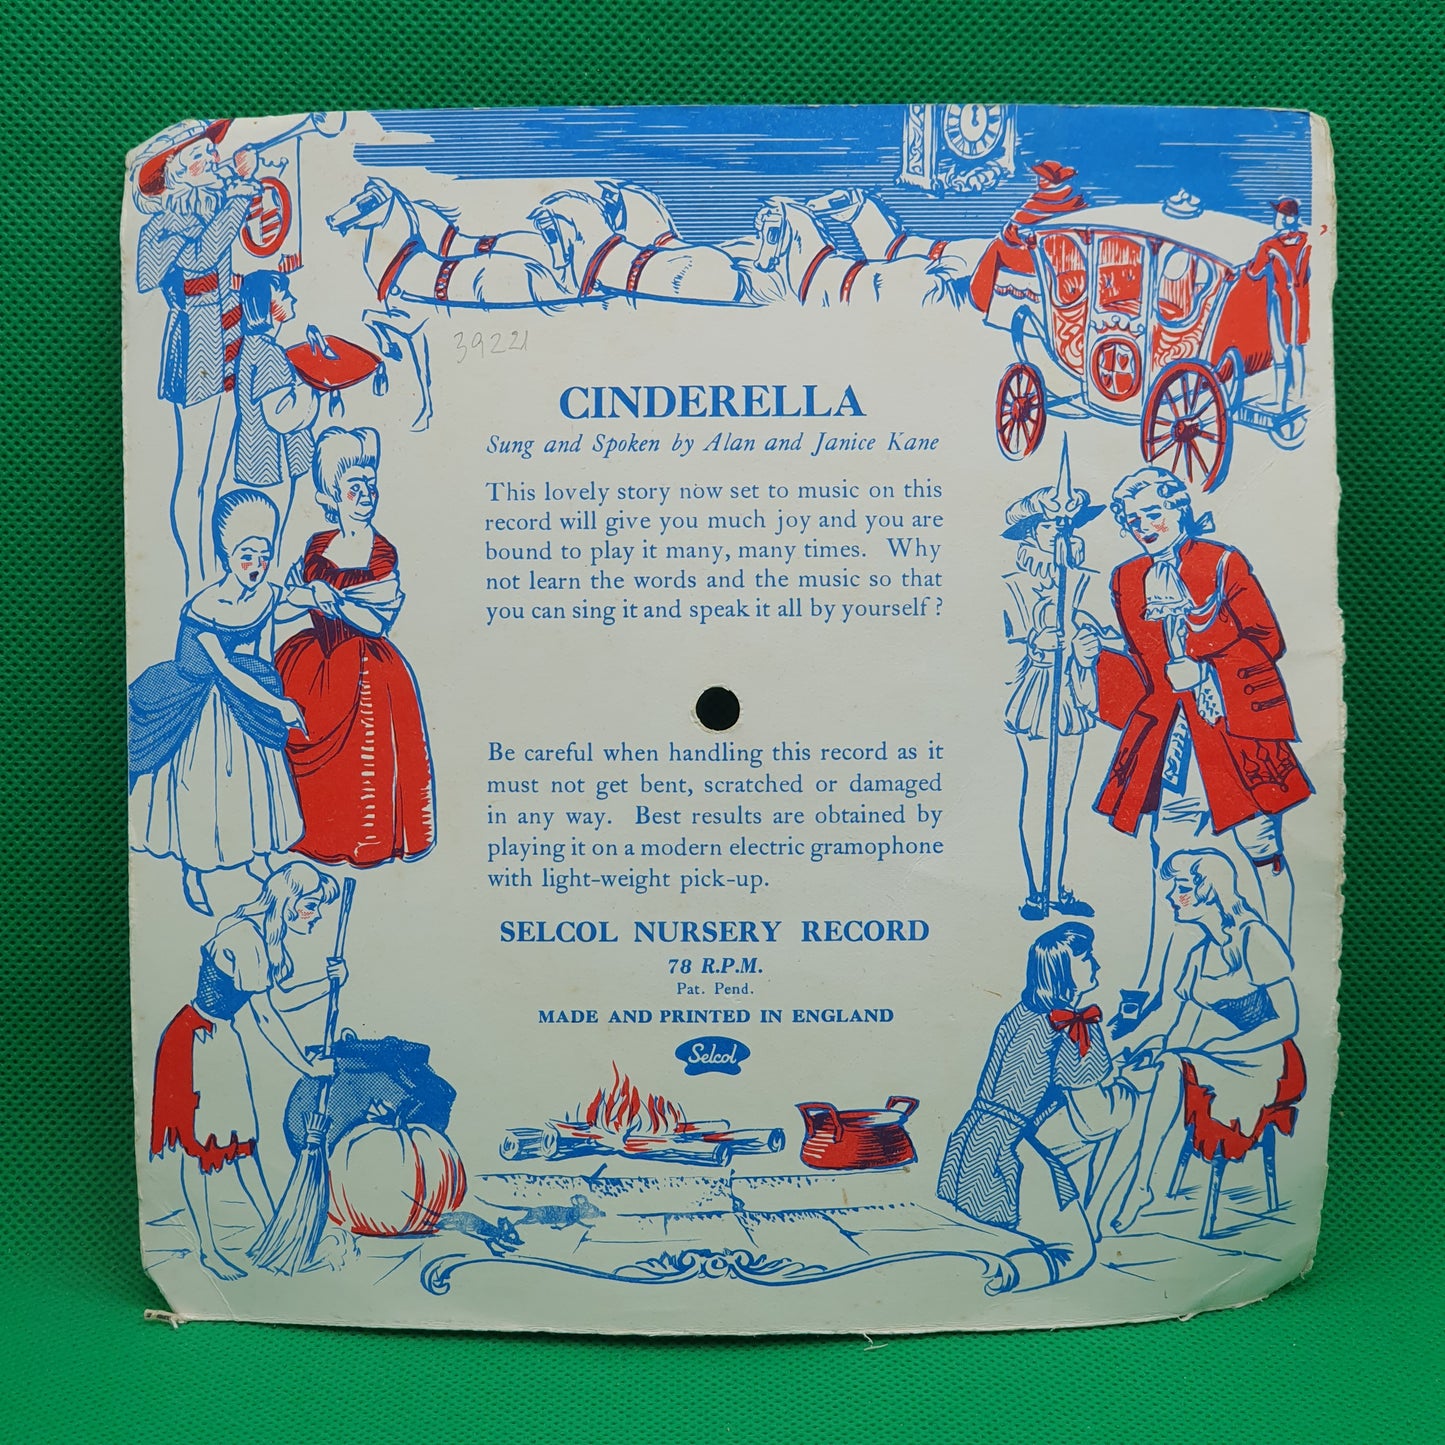 39221
CINDERELLA
Sung and Spoken by Alan and Janice Kane
This lovely story now set to music on this
record will give you much joy and you are
bound to play it many, many times. Why
not learn the words and the music so that
you can sing it and speak it all by yourself ?
Be careful when handling this record as it
must not get bent, scratched or damaged
in any way. Best results are obtained by
playing it on a modern electric gramophone
with light-weight pick-up.
SELCOL NURSERY RECORD
78 R.P.M.
Pat. Pend.
MADE AND PRINTED IN ENGLAND
Selcol